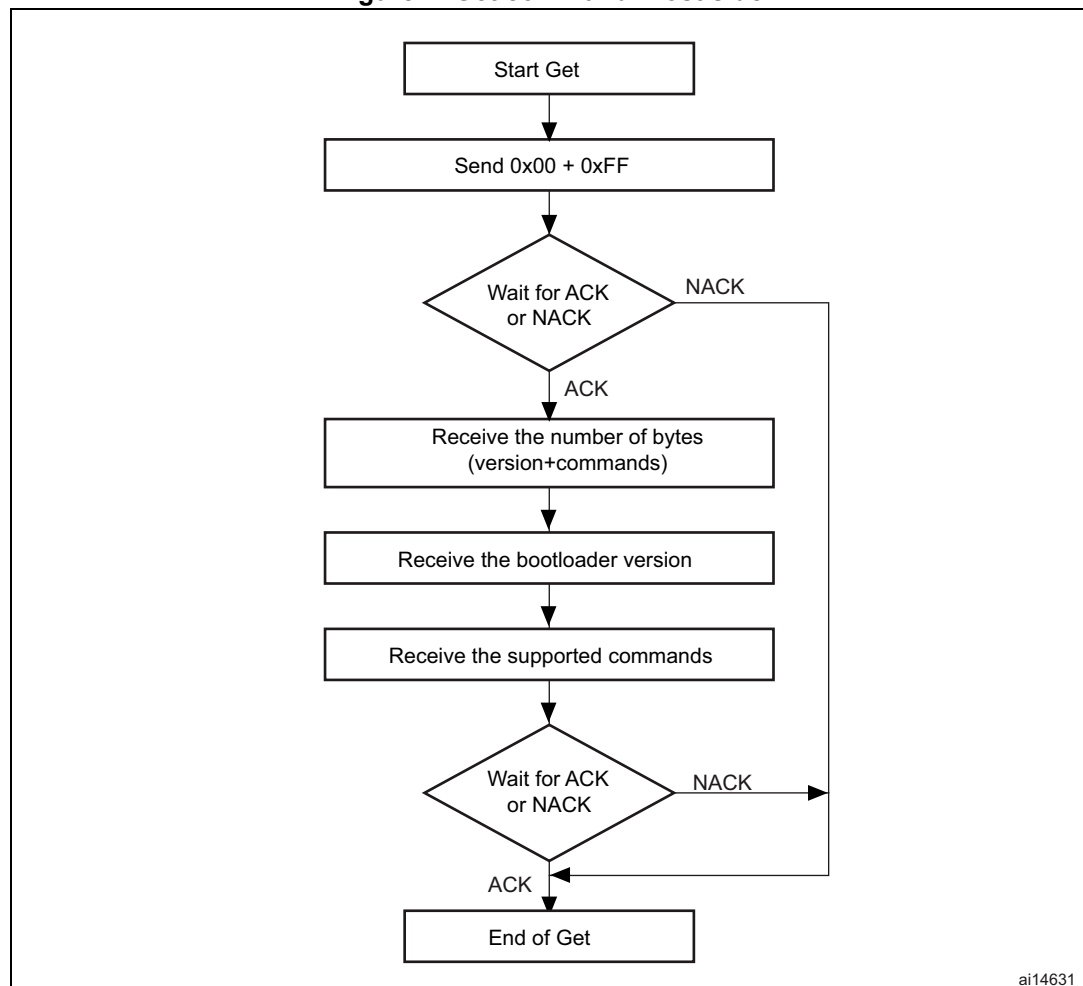 Start Get
Send 0x00 + 0xFF
Wait for ACK
or NACK
NACK
ACK
Receive the number of bytes
(version+commands)
Receive the bootloader version
Receive the supported commands
Wait for ACK
or NACK
NACK
ACK
End of Get
ai14631